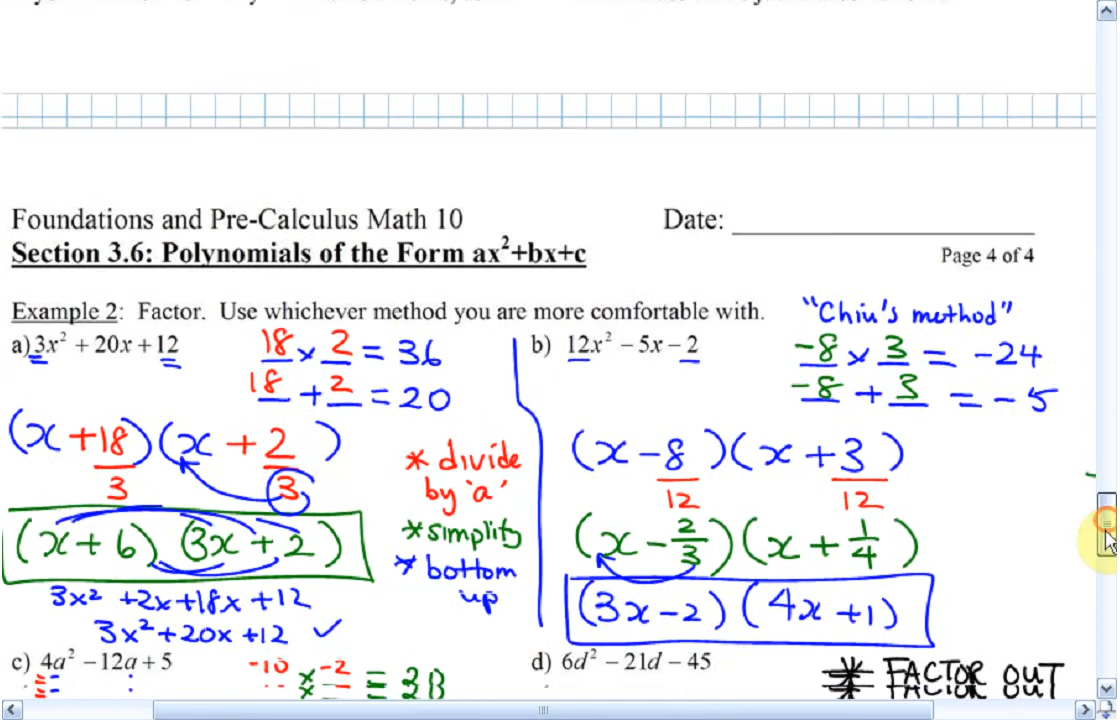 Foundations and Pre-Calculus Math 10 Date:
Section 3.6: Polynomials of the Form ax²+bx+c Page 4 of 4
Example 2: Factor. Use whichever method you are more comfortable with. "Chiu's method"
a) 3x² + 20x + 12
18 × 2 = 36
18 + 2 = 20
(x + 18/3)(x + 2/3)
(x + 6)(3x + 2)
3x² + 2x + 18x + 12
3x² + 20x + 12 ✓
* divide
by 'a'
* simplify
* bottom
up
b) 12x² − 5x − 2
-8 × 3 = -24
-8 + 3 = -5
(x − 8/12)(x + 3/12)
(x − 2/3)(x + 1/4)
(3x − 2)(4x + 1)
c) 4a² − 12a + 5
-10 × -2
d) 6d² − 21d − 45
* FACTOR OUT